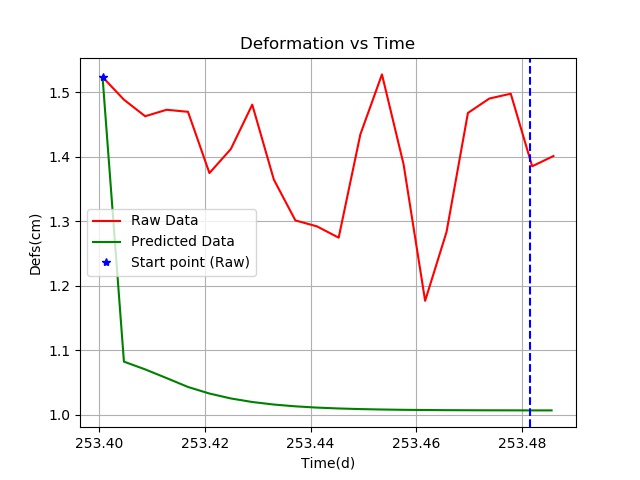 Deformation vs Time
Defs(cm)
1.5
1.4
1.3
1.2
1.1
1.0
Raw Data
Predicted Data
Start point (Raw)
253.40 253.42 253.44 253.46 253.48
Time(d)